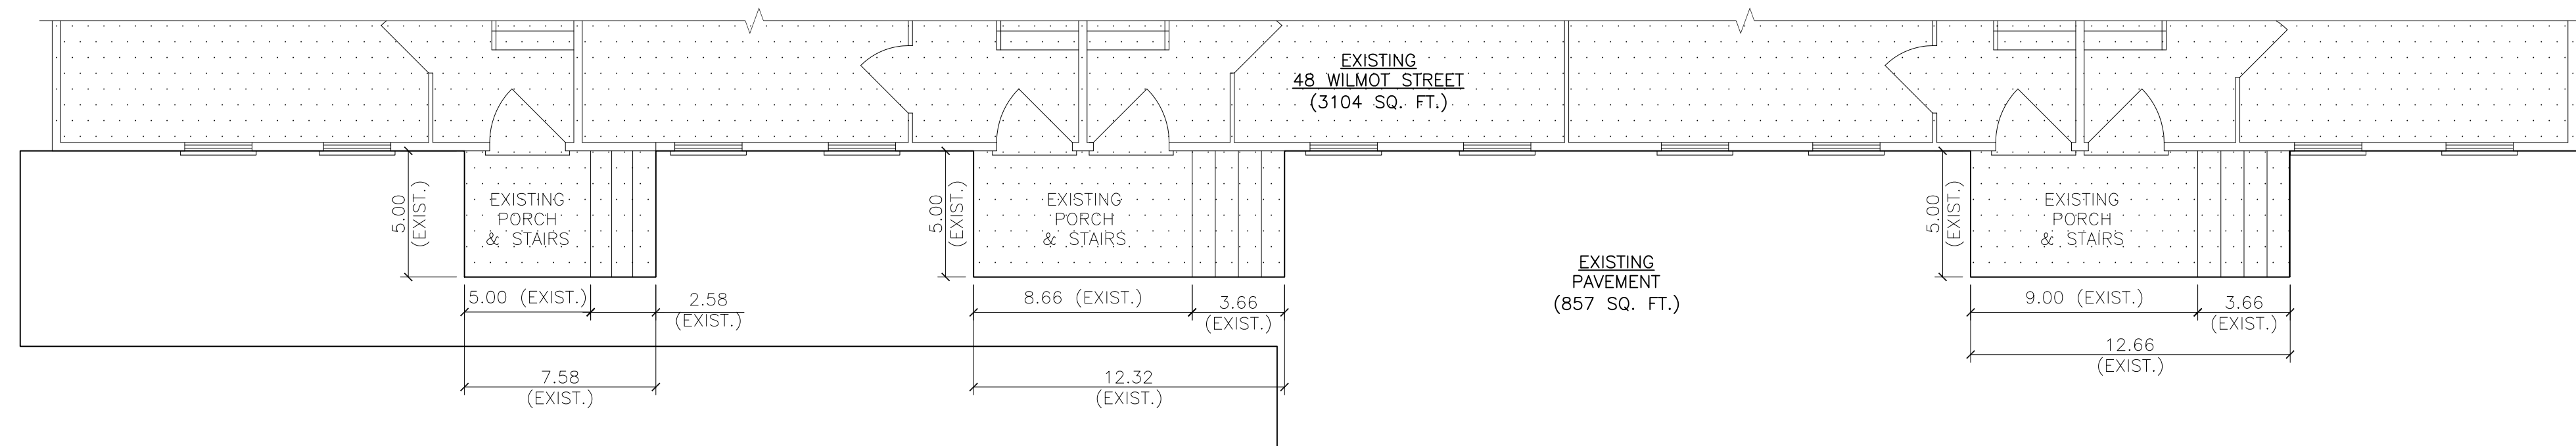 EXISTING
48 WILMOT STREET
(3104 SQ. FT.)
5.00
(EXIST.)
EXISTING
PORCH
& STAIRS
5.00 (EXIST.)
2.58
(EXIST.)
7.58
(EXIST.)
5.00
(EXIST.)
EXISTING
PORCH
& STAIRS
8.66 (EXIST.)
3.66
(EXIST.)
12.32
(EXIST.)
EXISTING
PAVEMENT
(857 SQ. FT.)
5.00
(EXIST.)
EXISTING
PORCH
& STAIRS
9.00 (EXIST.)
3.66
(EXIST.)
12.66
(EXIST.)